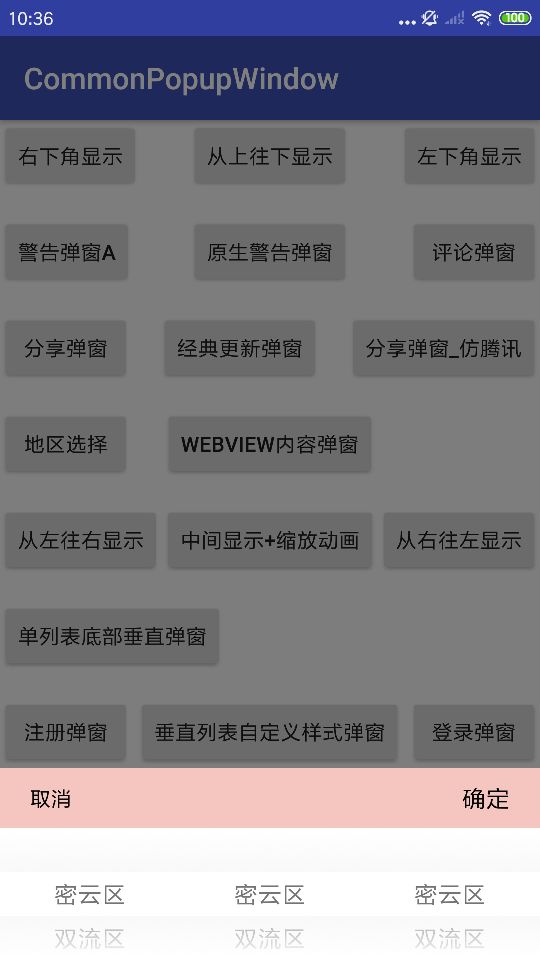 10:36 100
CommonPopupWindow
右下角显示 从上往下显示 左下角显示
警告弹窗A 原生警告弹窗 评论弹窗
分享弹窗 经典更新弹窗 分享弹窗_仿腾讯
地区选择 WEBVIEW内容弹窗
从左往右显示 中间显示+缩放动画 从右往左显示
单列表底部垂直弹窗
注册弹窗 垂直列表自定义样式弹窗 登录弹窗
取消 确定
密云区 密云区 密云区
双流区 双流区 双流区